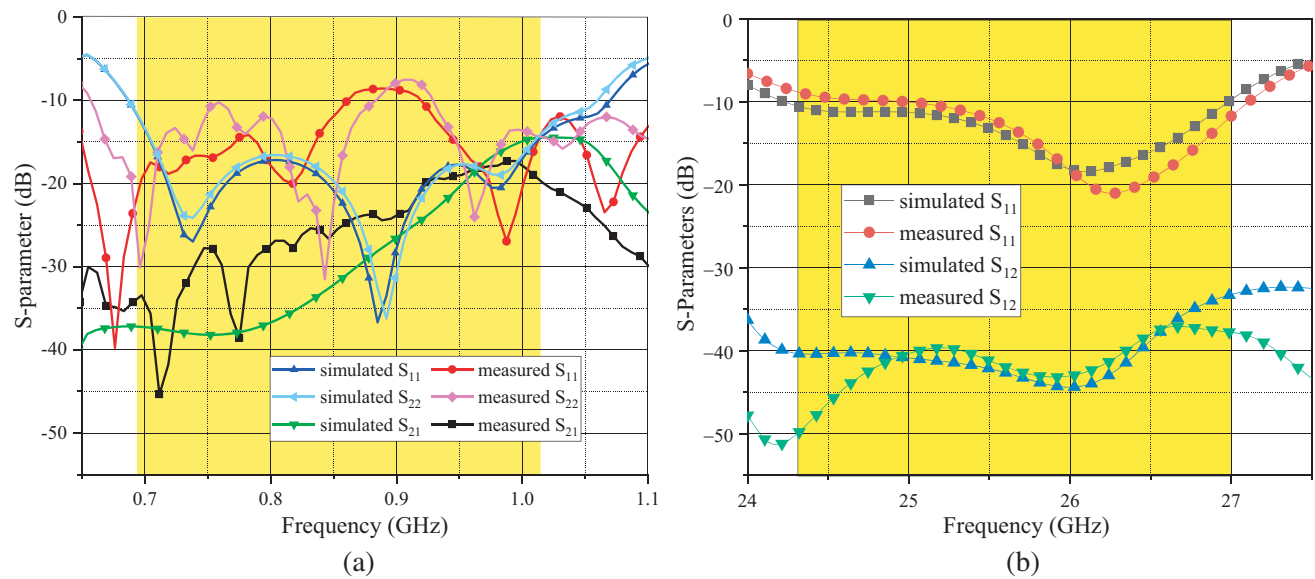 0
-10
-20
-30
-40
-50
S-parameter (dB)
simulated S11 measured S11
simulated S22 measured S22
simulated S21 measured S21
0.7 0.8 0.9 1.0 1.1
Frequency (GHz)
(a)
0
−10
−20
−30
−40
−50
S-Parameters (dB)
simulated S11
measured S11
simulated S12
measured S12
24 25 26 27
Frequency (GHz)
(b)